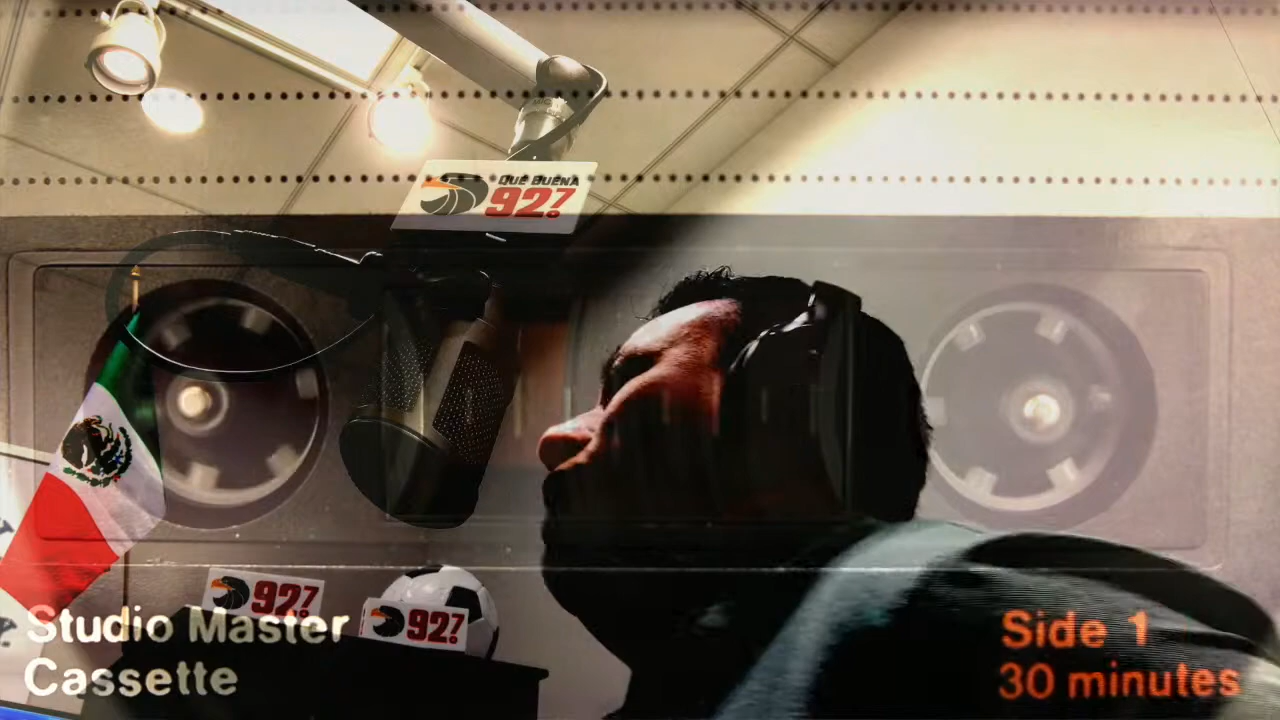 QUÉ BUENA
92.7
92.7
92.7
Studio Master
Cassette
Side 1
30 minutes